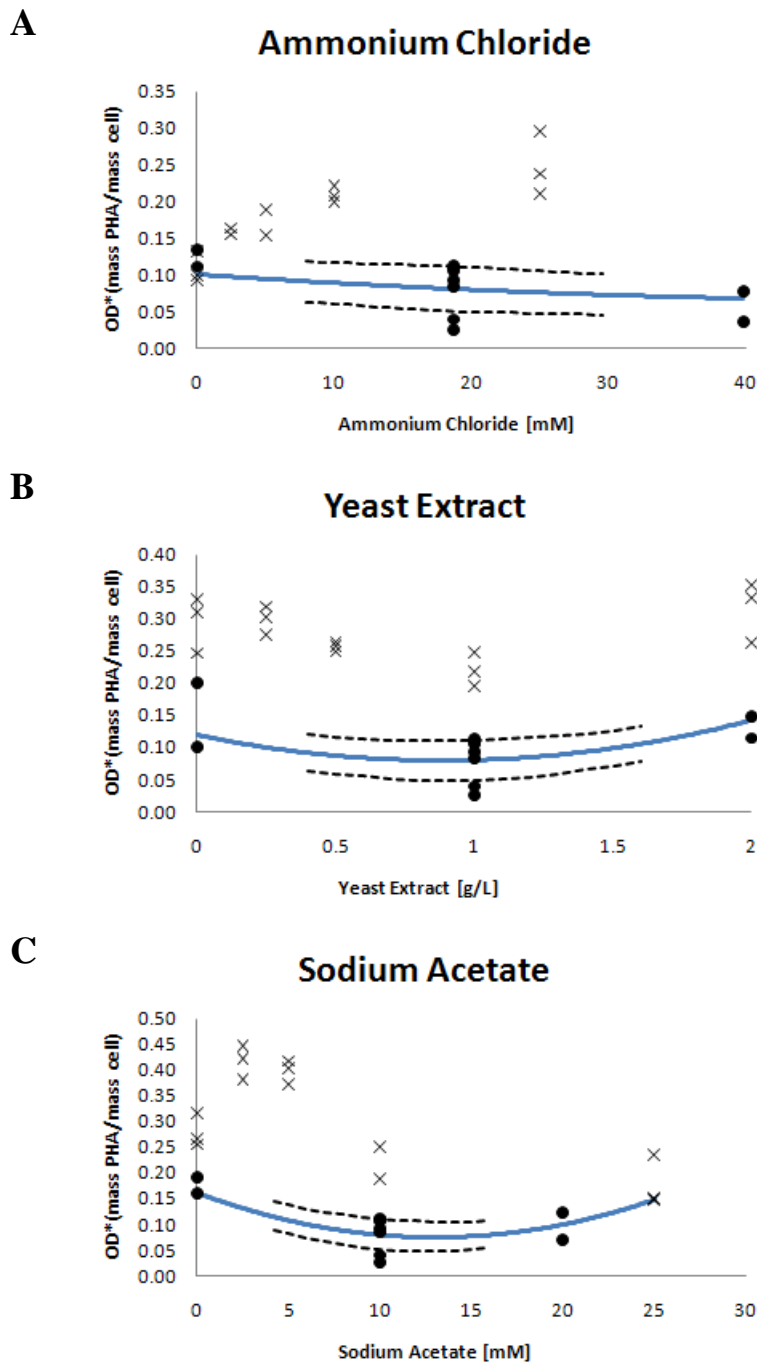 A
Ammonium Chloride
OD*(mass PHA/mass cell)
0.35
0.30
0.25
0.20
0.15
0.10
0.05
0.00
0 10 20 30 40
Ammonium Chloride [mM]
B
Yeast Extract
OD*(mass PHA/mass cell)
0.40
0.35
0.30
0.25
0.20
0.15
0.10
0.05
0.00
0 0.5 1 1.5 2
Yeast Extract [g/L]
C
Sodium Acetate
OD*(mass PHA/mass cell)
0.50
0.45
0.40
0.35
0.30
0.25
0.20
0.15
0.10
0.05
0.00
0 5 10 15 20 25 30
Sodium Acetate [mM]